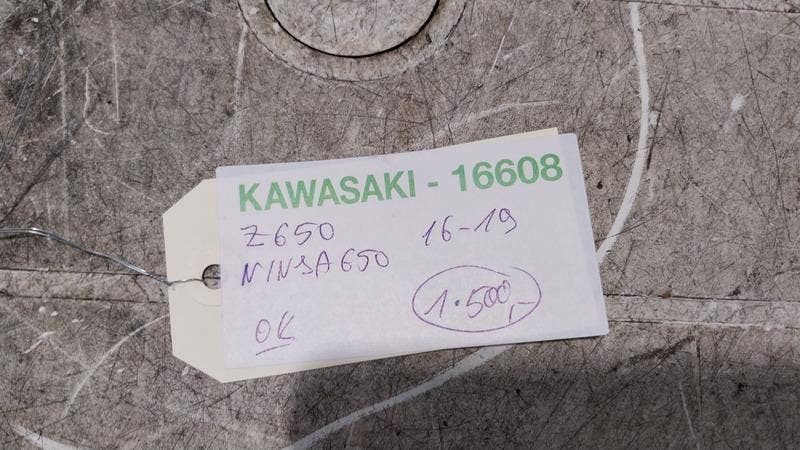 KAWASAKI - 16608
Z650 16-19
NINJA650
OK 1.500,-